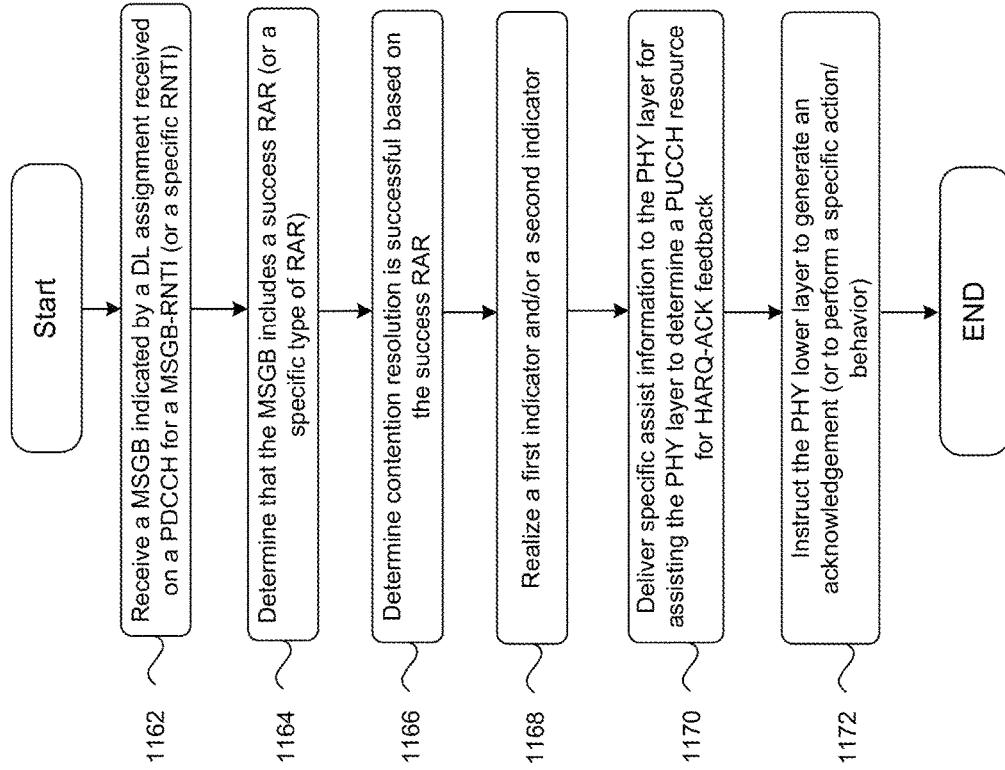 Start
1162
Receive a MSGB indicated by a DL assignment received
on a PDCCH for a MSGB-RNTI (or a specific RNTI)
1164
Determine that the MSGB includes a success RAR (or a
specific type of RAR)
1166
Determine contention resolution is successful based on
the success RAR
1168
Realize a first indicator and/or a second indicator
1170
Deliver specific assist information to the PHY layer for
assisting the PHY layer to determine a PUCCH resource
for HARQ-ACK feedback
1172
Instruct the PHY lower layer to generate an
acknowledgement (or to perform a specific action/
behavior)
END